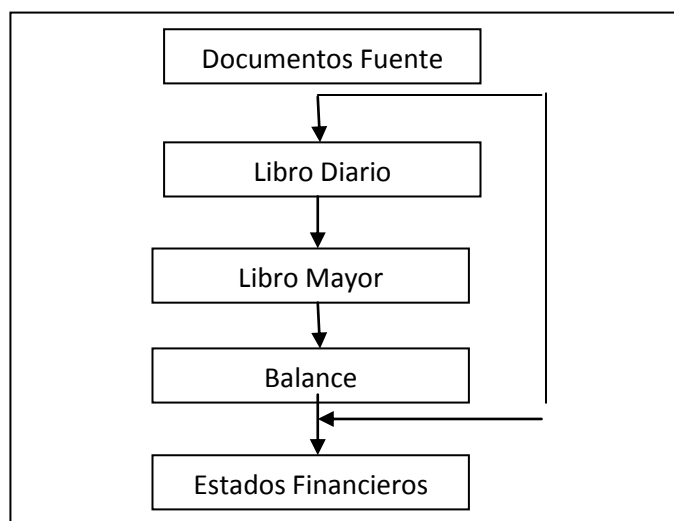 Documentos Fuente
Libro Diario
Libro Mayor
Balance
Estados Financieros